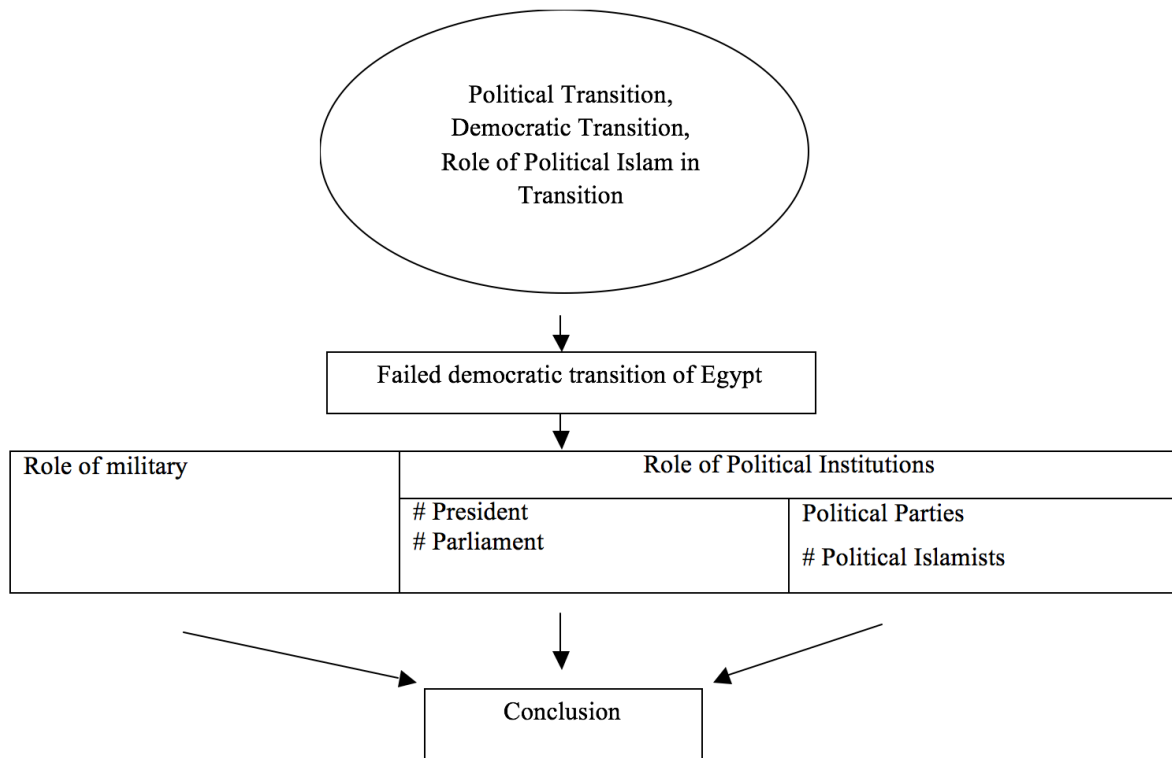 Political Transition,
Democratic Transition,
Role of Political Islam in
Transition
Failed democratic transition of Egypt
Role of military
Role of Political Institutions
# President
# Parliament
Political Parties
# Political Islamists
Conclusion